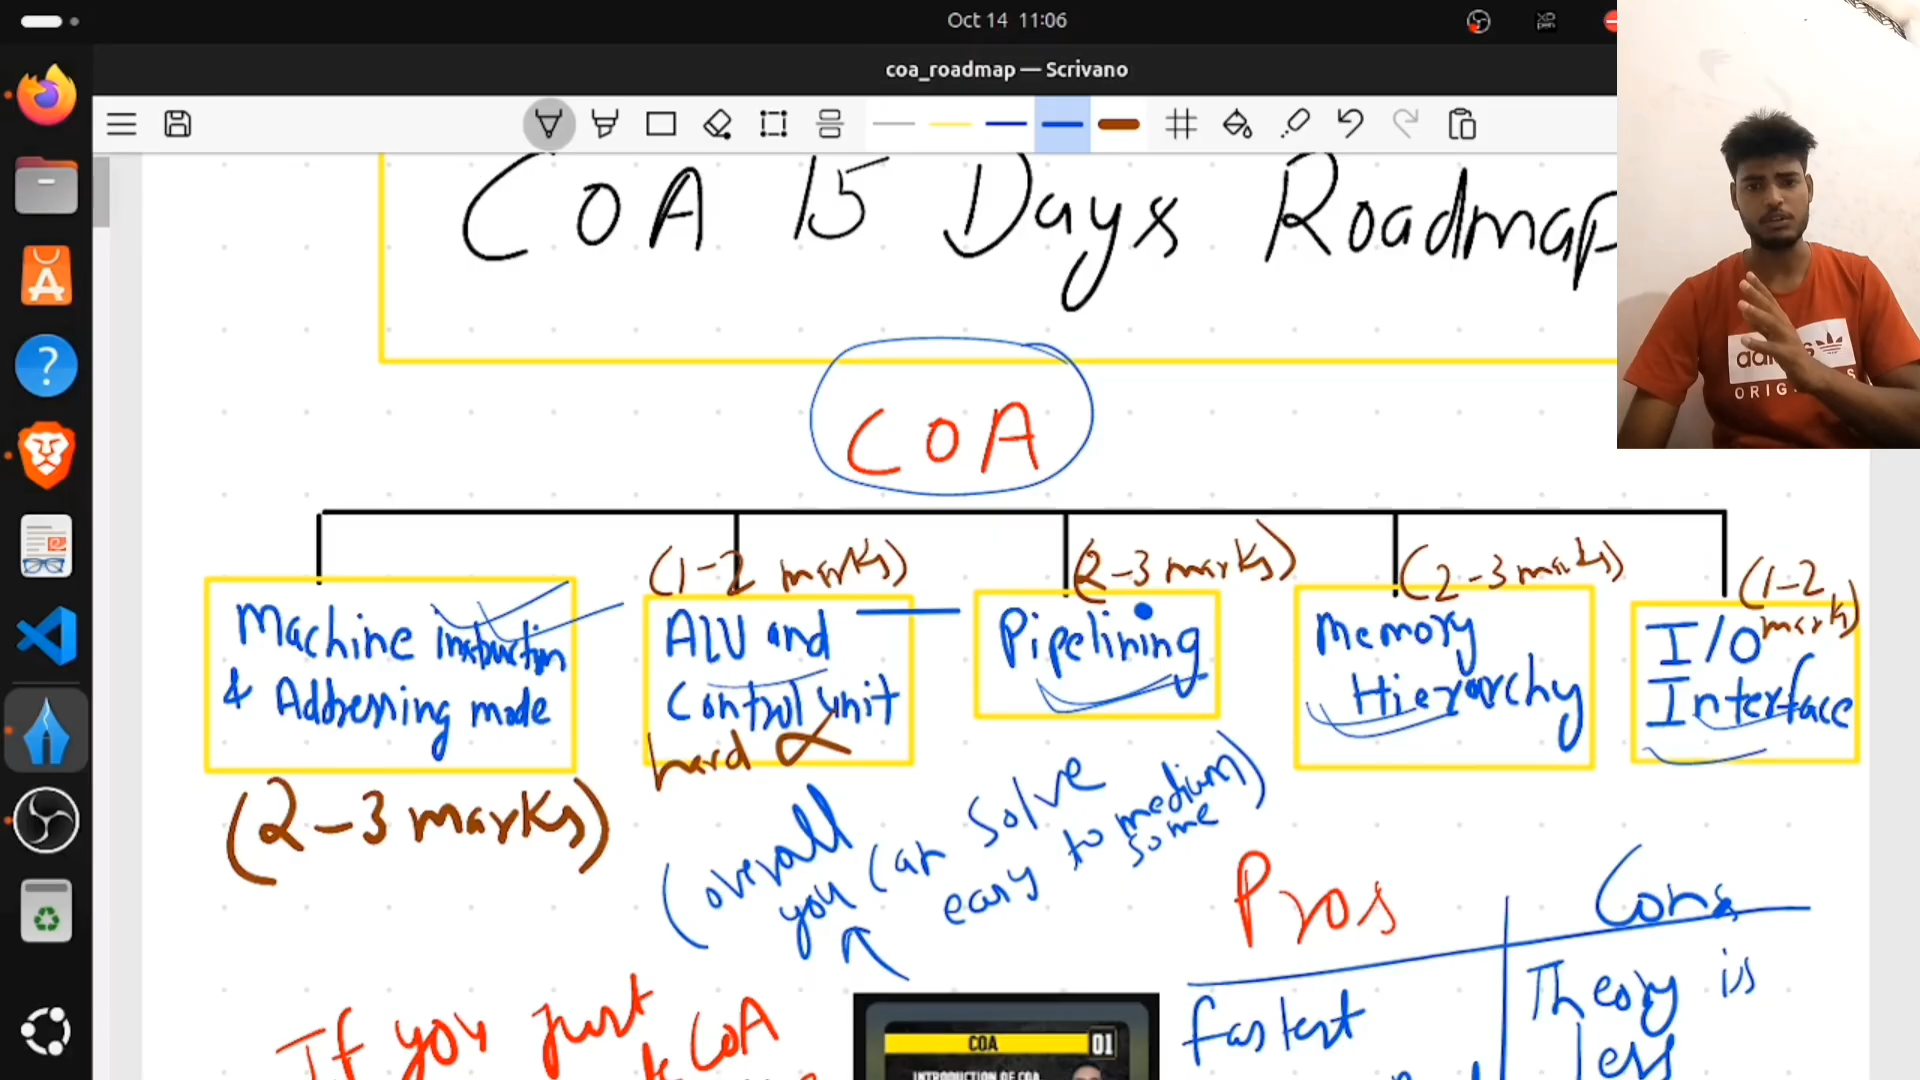 Oct 14 11:06
coa_roadmap — Scrivano
COA 15 Days Roadmap
COA
(1-2 marks)
(2-3 marks)
(2-3 marks)
(1-2 mark)
Machine instruction
& Addressing mode
(2-3 marks)
ALU and
Control unit
hard
Pipelining
Memory
Hierarchy
I/O
Interface
(overall you can solve
easy to medium)
some
Pros
Cons
fastest
Theory is
less
If you just
COA
COA 01
INTRODUCTION OF COA
adidas
ORIG